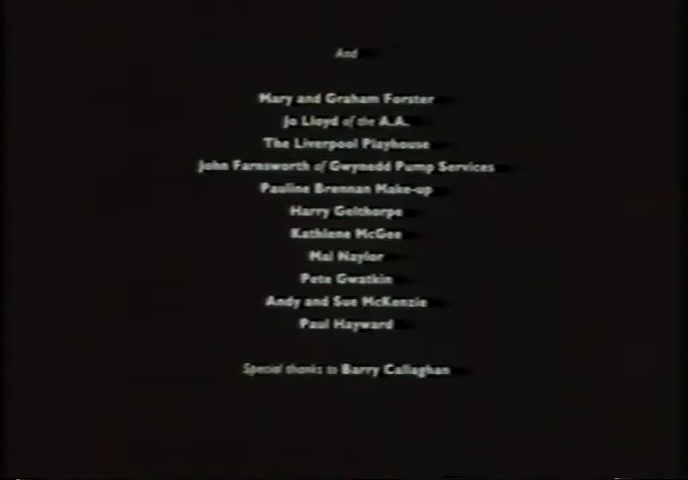 And
Mary and Graham Forster
Jo Lloyd of the A.A.
The Liverpool Playhouse
John Farnsworth of Gwynedd Pump Services
Pauline Brennan Make-up
Harry Gelthorpe
Kathlene McGee
Mal Naylor
Pete Gwatkin
Andy and Sue McKenzie
Paul Hayward
Special thanks to Barry Callaghan